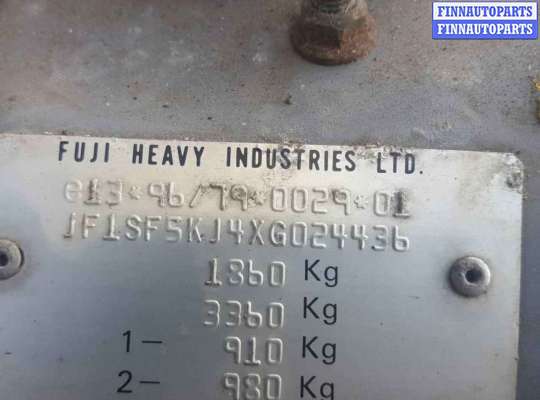 FINNAUTOPARTS
FINNAUTOPARTS
FUJI HEAVY INDUSTRIES LTD.
e13*96/79*0029*01
JF1SF5KJ4XG024436
1860 Kg
3360 Kg
1- 910 Kg
2- 980 Kg